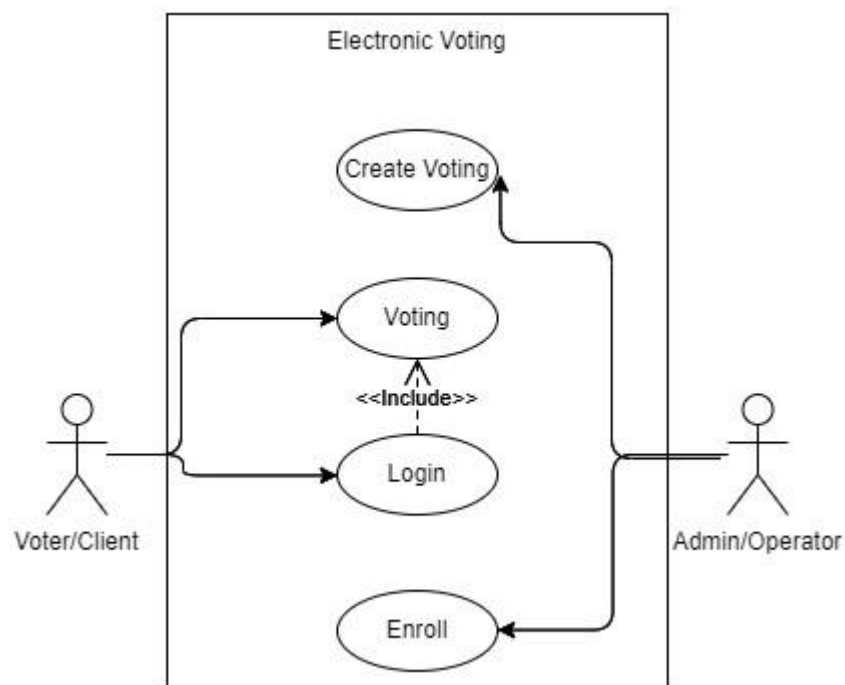 Electronic Voting
Create Voting
Voting
<<Include>>
Login
Voter/Client
Admin/Operator
Enroll